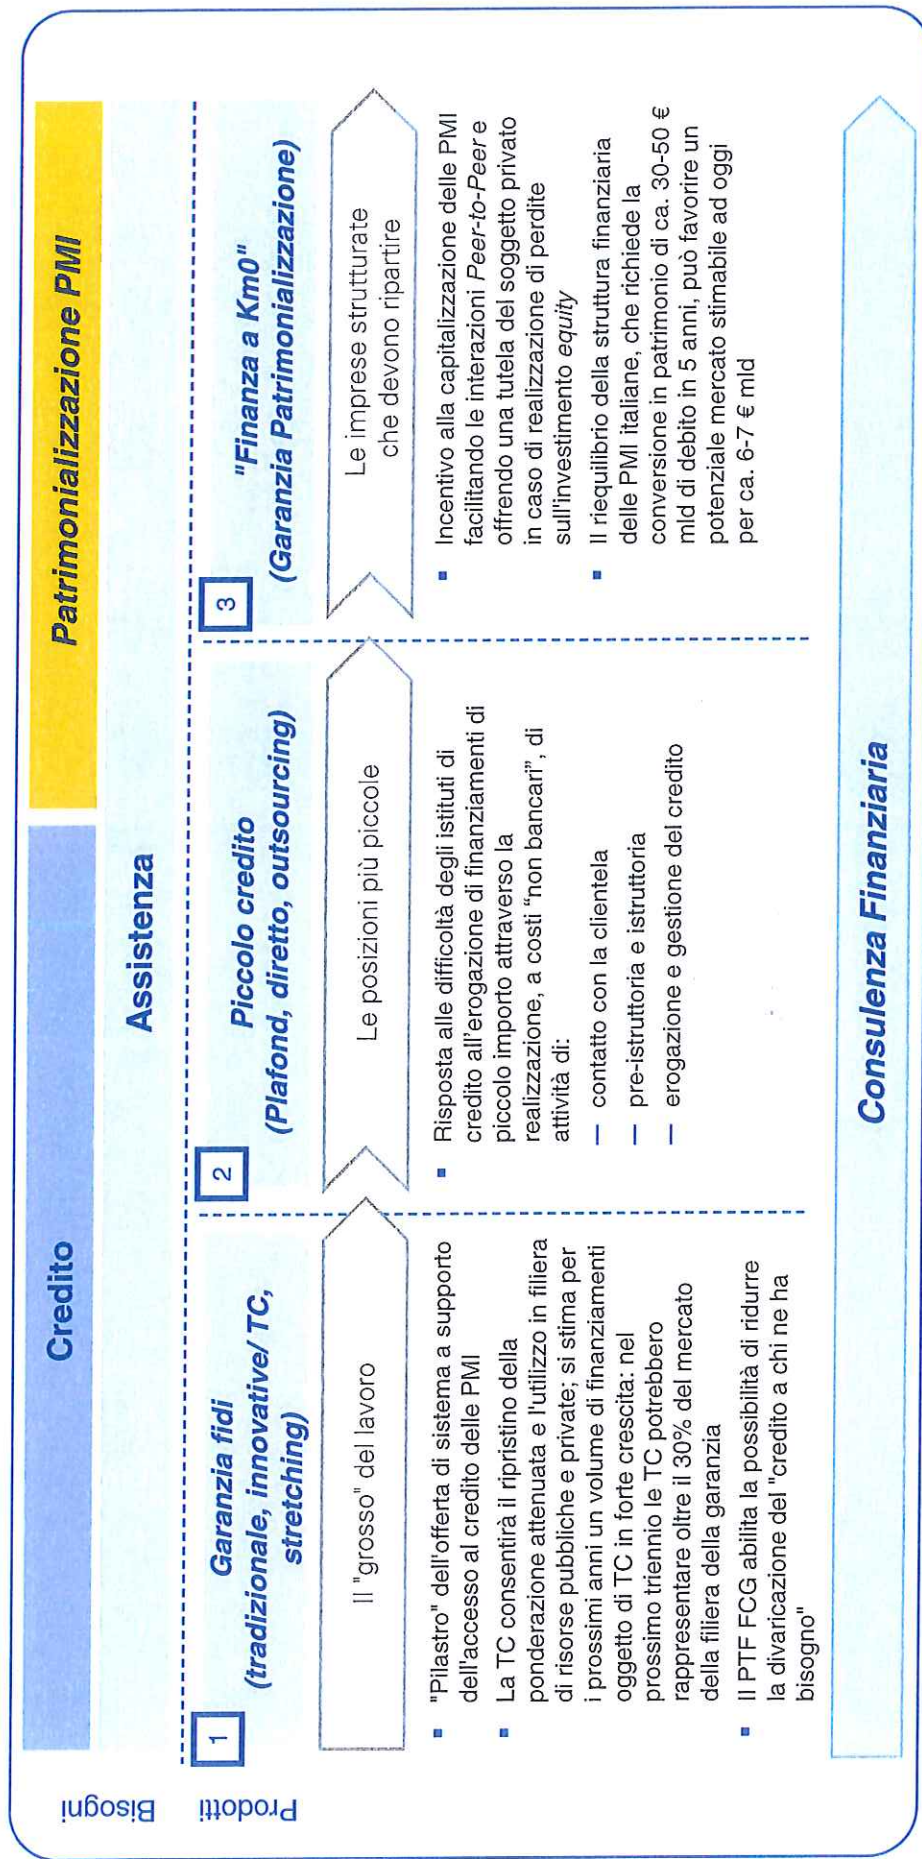 Bisogni
Credito
Patrimonializzazione PMI
Assistenza
Prodotti
1
Garanzia fidi
(tradizionale, innovative/ TC,
stretching)
Il "grosso" del lavoro
"Pilastro" dell'offerta di sistema a supporto
dell'accesso al credito delle PMI
La TC consentirà il ripristino della
ponderazione attenuata e l'utilizzo in filiera
di risorse pubbliche e private; si stima per
i prossimi anni un volume di finanziamenti
oggetto di TC in forte crescita: nel
prossimo triennio le TC potrebbero
rappresentare oltre il 30% del mercato
della filiera della garanzia
Il PTF FCG abilita la possibilità di ridurre
la divaricazione del "credito a chi ne ha
bisogno"
2
Piccolo credito
(Plafond, diretto, outsourcing)
Le posizioni più piccole
Risposta alle difficoltà degli istituti di
credito all'erogazione di finanziamenti di
piccolo importo attraverso la
realizzazione, a costi "non bancari", di
attività di:
— contatto con la clientela
— pre-istruttoria e istruttoria
— erogazione e gestione del credito
3
"Finanza a Km0"
(Garanzia Patrimonializzazione)
Le imprese strutturate
che devono ripartire
Incentivo alla capitalizzazione delle PMI
facilitando le interazioni Peer-to-Peer e
offrendo una tutela del soggetto privato
in caso di realizzazione di perdite
sull'investimento equity
Il riequilibrio della struttura finanziaria
delle PMI italiane, che richiede la
conversione in patrimonio di ca. 30-50 €
mld di debito in 5 anni, può favorire un
potenziale mercato stimabile ad oggi
per ca. 6-7 € mld
Consulenza Finanziaria